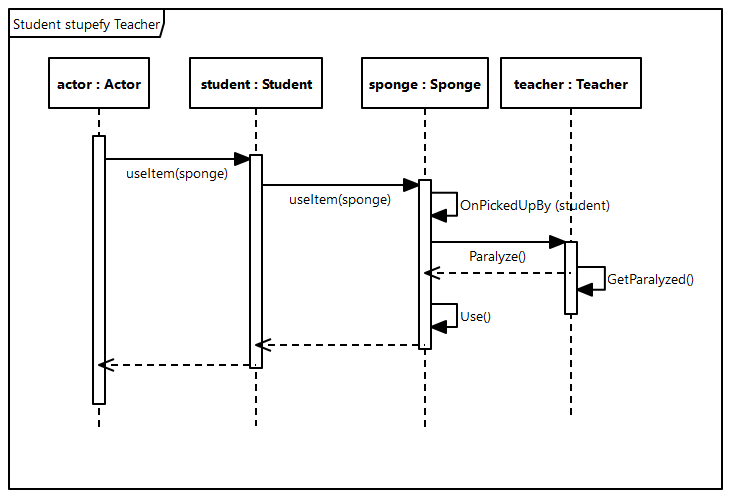 Student stupefy Teacher
actor : Actor
student : Student
sponge : Sponge
teacher : Teacher
useItem(sponge)
useItem(sponge)
OnPickedUpBy (student)
Paralyze()
GetParalyzed()
Use()